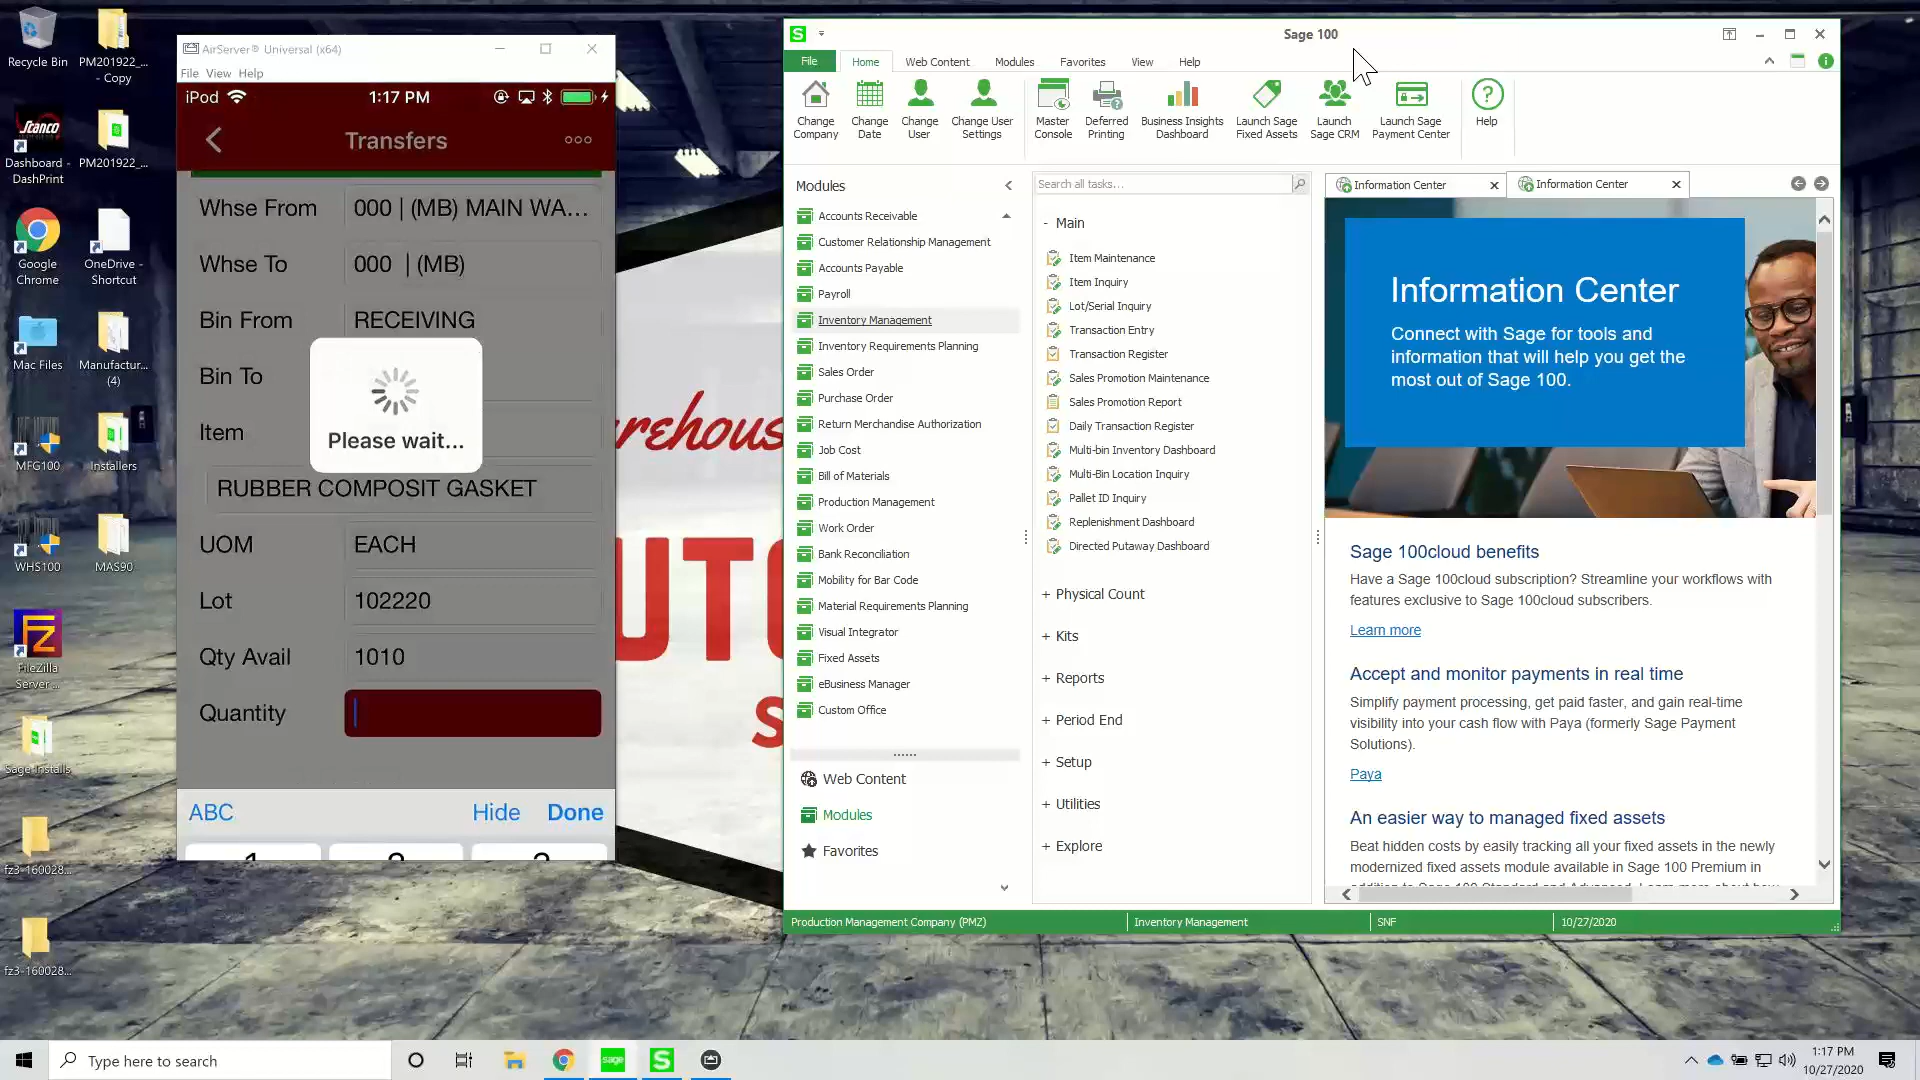 Recycle Bin
PM201922_...
- Copy
Stanco
Dashboard -
DashPrint
PM201922_...
Google
Chrome
OneDrive -
Shortcut
Mac Files
Manufactur...
(4)
MFG100
Installers
WHS100
MAS90
FileZilla
Server ...
Sage-Installs
fz3-160028...
fz3-160028...
AirServer® Universal (x64)
File View Help
iPod 1:17 PM
Transfers
Whse From 000 | (MB) MAIN WA...
Whse To 000 | (MB)
Bin From RECEIVING
Bin To
Item
Please wait...
RUBBER COMPOSIT GASKET
UOM EACH
Lot 102220
Qty Avail 1010
Quantity
ABC Hide Done
1 2 3
Sage 100
File Home Web Content Modules Favorites View Help
Change
Company
Change
Date
Change
User
Change User
Settings
Master
Console
Deferred
Printing
Business Insights
Dashboard
Launch Sage
Fixed Assets
Launch
Sage CRM
Launch Sage
Payment Center
Help
Modules
Accounts Receivable
Customer Relationship Management
Accounts Payable
Payroll
Inventory Management
Inventory Requirements Planning
Sales Order
Purchase Order
Return Merchandise Authorization
Job Cost
Bill of Materials
Production Management
Work Order
Bank Reconciliation
Mobility for Bar Code
Material Requirements Planning
Visual Integrator
Fixed Assets
eBusiness Manager
Custom Office
Web Content
Modules
Favorites
Search all tasks...
- Main
Item Maintenance
Item Inquiry
Lot/Serial Inquiry
Transaction Entry
Transaction Register
Sales Promotion Maintenance
Sales Promotion Report
Daily Transaction Register
Multi-bin Inventory Dashboard
Multi-Bin Location Inquiry
Pallet ID Inquiry
Replenishment Dashboard
Directed Putaway Dashboard
+ Physical Count
+ Kits
+ Reports
+ Period End
+ Setup
+ Utilities
+ Explore
Information Center Information Center
Information Center
Connect with Sage for tools and
information that will help you get the
most out of Sage 100.
Sage 100cloud benefits
Have a Sage 100cloud subscription? Streamline your workflows with
features exclusive to Sage 100cloud subscribers.
Learn more
Accept and monitor payments in real time
Simplify payment processing, get paid faster, and gain real-time
visibility into your cash flow with Paya (formerly Sage Payment
Solutions).
Paya
An easier way to managed fixed assets
Beat hidden costs by easily tracking all your fixed assets in the newly
modernized fixed assets module available in Sage 100 Premium in
Production Management Company (PMZ) Inventory Management SNF 10/27/2020
Type here to search
sage
1:17 PM
10/27/2020